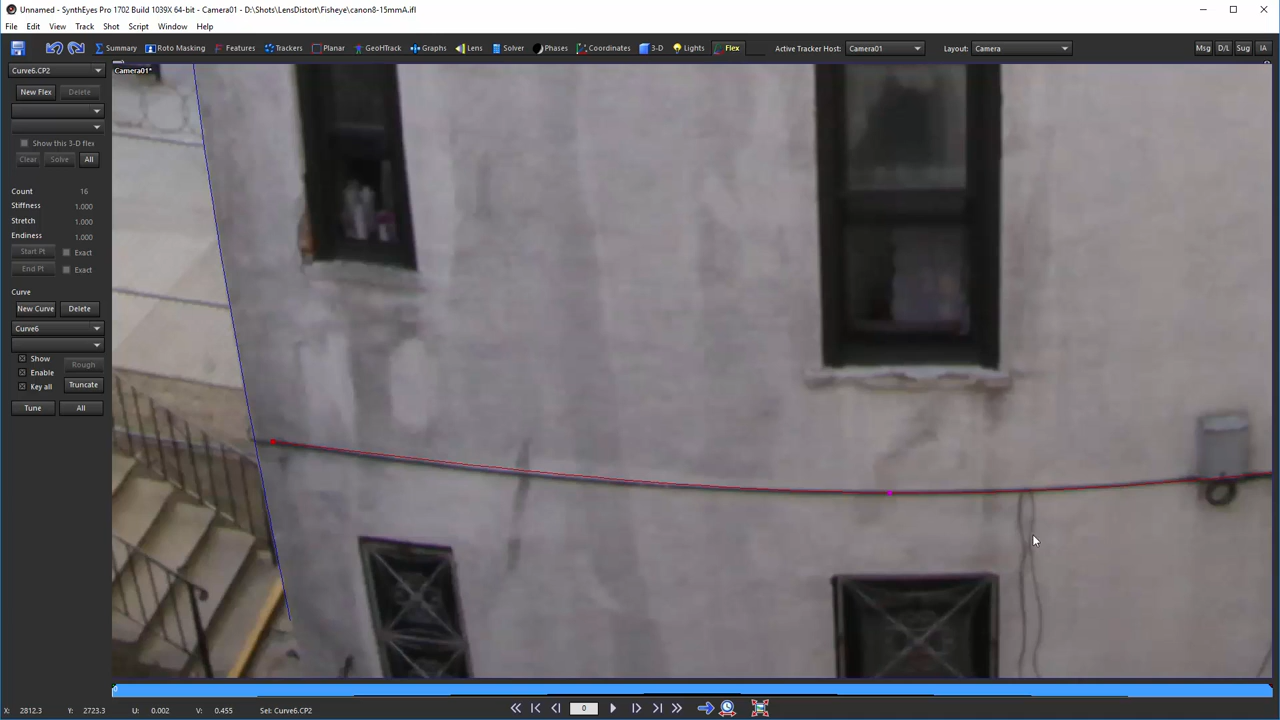 Unnamed - SynthEyes Pro 1702 Build 1039X 64-bit - Camera01 - D:\Shots\LensDistort\Fisheye\canon8-15mmA.ifl
File Edit View Track Shot Script Window Help
Summary Roto Masking Features Trackers Planar GeoHTrack Graphs Lens Solver Phases Coordinates 3-D Lights Flex Active Tracker Host: Camera01 Layout: Camera Msg D/L Sug IA
Curve6.CP2
Camera01*
New Flex Delete
Show this 3-D flex
Clear Solve All
Count 16
Stiffness 1.000
Stretch 1.000
Endiness 1.000
Start Pt Exact
End Pt Exact
Curve
New Curve Delete
Curve6
Show Rough
Enable
Key all Truncate
Tune All
0
X: 2812.3 Y: 2723.3 U: 0.002 V: 0.455 Sel: Curve6.CP2 0